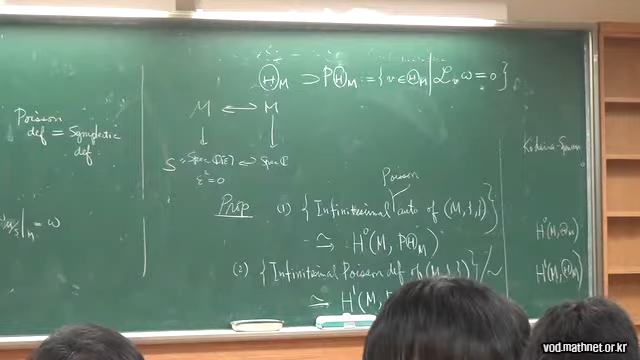 Poisson
def = Symplectic
def.
|_M = ω
Θ_M ⊃ PΘ_M := { v ∈ Θ_M | ℒ_v ω = 0 }
M ↔ M
S = Spec ℂ[ε] ↔ Spec ℂ
ε² = 0
Poisson
Prop (1) { Infinitesimal auto of (M, {,}) }
≅ H⁰(M, PΘ_M)
(2) { Infinitesimal Poisson def of (M, {,}) } / ~
≅ H¹(M,
Kodaira-Spencer
H⁰(M, Θ_M)
H¹(M, Θ_M)
vod.mathnet.or.kr